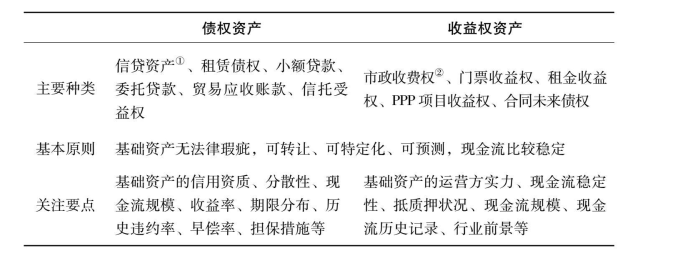 债权资产 收益权资产
信贷资产①、租赁债权、小额贷款、
主要种类 委托贷款、贸易应收账款、信托受
益权
市政收费权②、门票收益权、租金收益
权、PPP 项目收益权、合同未来债权
基本原则 基础资产无法律瑕疵，可转让、可特定化、可预测，现金流比较稳定
基础资产的信用资质、分散性、现
关注要点 金流规模、收益率、期限分布、历
史违约率、早偿率、担保措施等
基础资产的运营方实力、现金流稳定
性、抵质押状况、现金流规模、现金
流历史记录、行业前景等